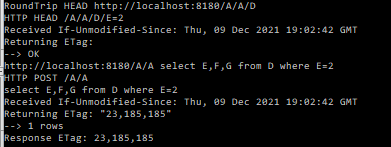 RoundTrip HEAD http://localhost:8180/A/A/D
HTTP HEAD /A/A/D/E=2
Received If-Unmodified-Since: Thu, 09 Dec 2021 19:02:42 GMT
Returning ETag:
--> OK
http://localhost:8180/A/A select E,F,G from D where E=2
HTTP POST /A/A
select E,F,G from D where E=2
Received If-Unmodified-Since: Thu, 09 Dec 2021 19:02:42 GMT
Returning ETag: "23,185,185"
--> 1 rows
Response ETag: 23,185,185